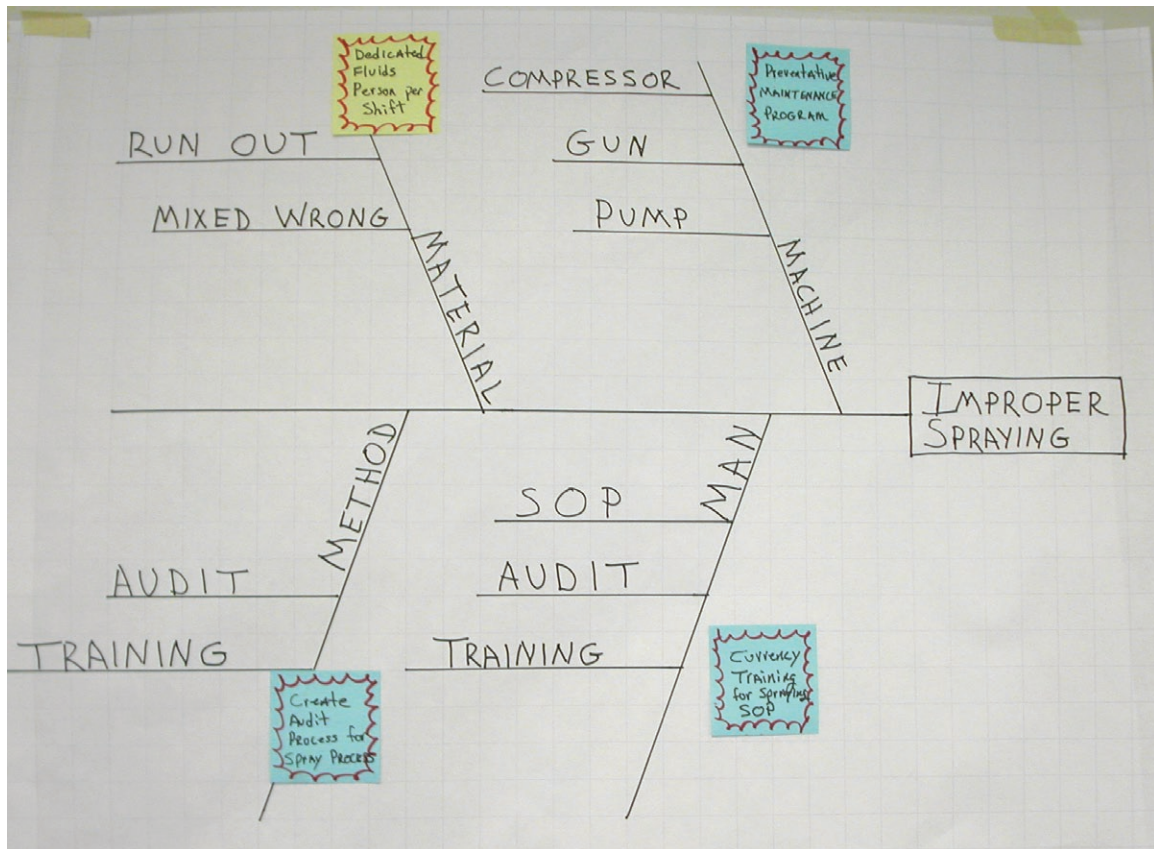 Dedicated
Fluids
Person per
Shift
RUN OUT
MIXED WRONG
MATERIAL
COMPRESSOR
GUN
PUMP
MACHINE
Preventative
MAINTENANCE
PROGRAM
IMPROPER
SPRAYING
METHOD
AUDIT
TRAINING
Create
Audit
Process for
SPRAY PROCESS
MAN
SOP
AUDIT
TRAINING
Currency
Training
for Spraying
SOP